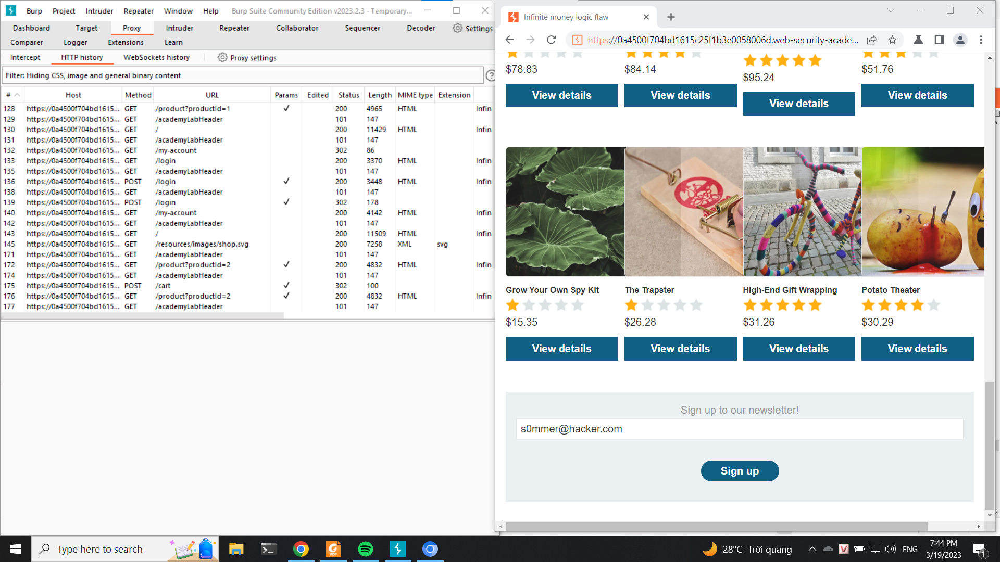 Burp Project Intruder Repeater Window Help Burp Suite Community Edition v2023.2.3 - Temporary...
Dashboard Target Proxy Intruder Repeater Collaborator Sequencer Decoder Settings
Comparer Logger Extensions Learn
Intercept HTTP history WebSockets history Proxy settings
Filter: Hiding CSS, image and general binary content ?
# Host Method URL Params Edited Status Length MIME type Extension
128 https://0a4500f704bd1615... GET /product?productId=1 ✓ 200 4965 HTML Infin
129 https://0a4500f704bd1615... GET /academyLabHeader 101 147
130 https://0a4500f704bd1615... GET / 200 11429 HTML Infin
131 https://0a4500f704bd1615... GET /academyLabHeader 101 147
132 https://0a4500f704bd1615... GET /my-account 302 86
133 https://0a4500f704bd1615... GET /login 200 3370 HTML Infin
135 https://0a4500f704bd1615... GET /academyLabHeader 101 147
136 https://0a4500f704bd1615... POST /login ✓ 200 3448 HTML Infin
138 https://0a4500f704bd1615... GET /academyLabHeader 101 147
139 https://0a4500f704bd1615... POST /login ✓ 302 178
140 https://0a4500f704bd1615... GET /my-account 200 4142 HTML Infin
142 https://0a4500f704bd1615... GET /academyLabHeader 101 147
143 https://0a4500f704bd1615... GET / 200 11509 HTML Infin
145 https://0a4500f704bd1615... GET /resources/images/shop.svg 200 7258 XML svg
171 https://0a4500f704bd1615... GET /academyLabHeader 101 147
172 https://0a4500f704bd1615... GET /product?productId=2 ✓ 200 4832 HTML Infin
174 https://0a4500f704bd1615... GET /academyLabHeader 101 147
175 https://0a4500f704bd1615... POST /cart ✓ 302 100
176 https://0a4500f704bd1615... GET /product?productId=2 ✓ 200 4832 HTML Infin
177 https://0a4500f704bd1615... GET /academyLabHeader 101 147
Infinite money logic flaw
https://0a4500f704bd1615c25f1b3e0058006d.web-security-acade...
$78.83 $84.14 $95.24 $51.76
View details View details View details View details
Grow Your Own Spy Kit The Trapster High-End Gift Wrapping Potato Theater
$15.35 $26.28 $31.26 $30.29
View details View details View details View details
Sign up to our newsletter!
s0mmer@hacker.com
Sign up
Type here to search
PDF
28°C Trời quang
V
ENG
7:44 PM
3/19/2023
1